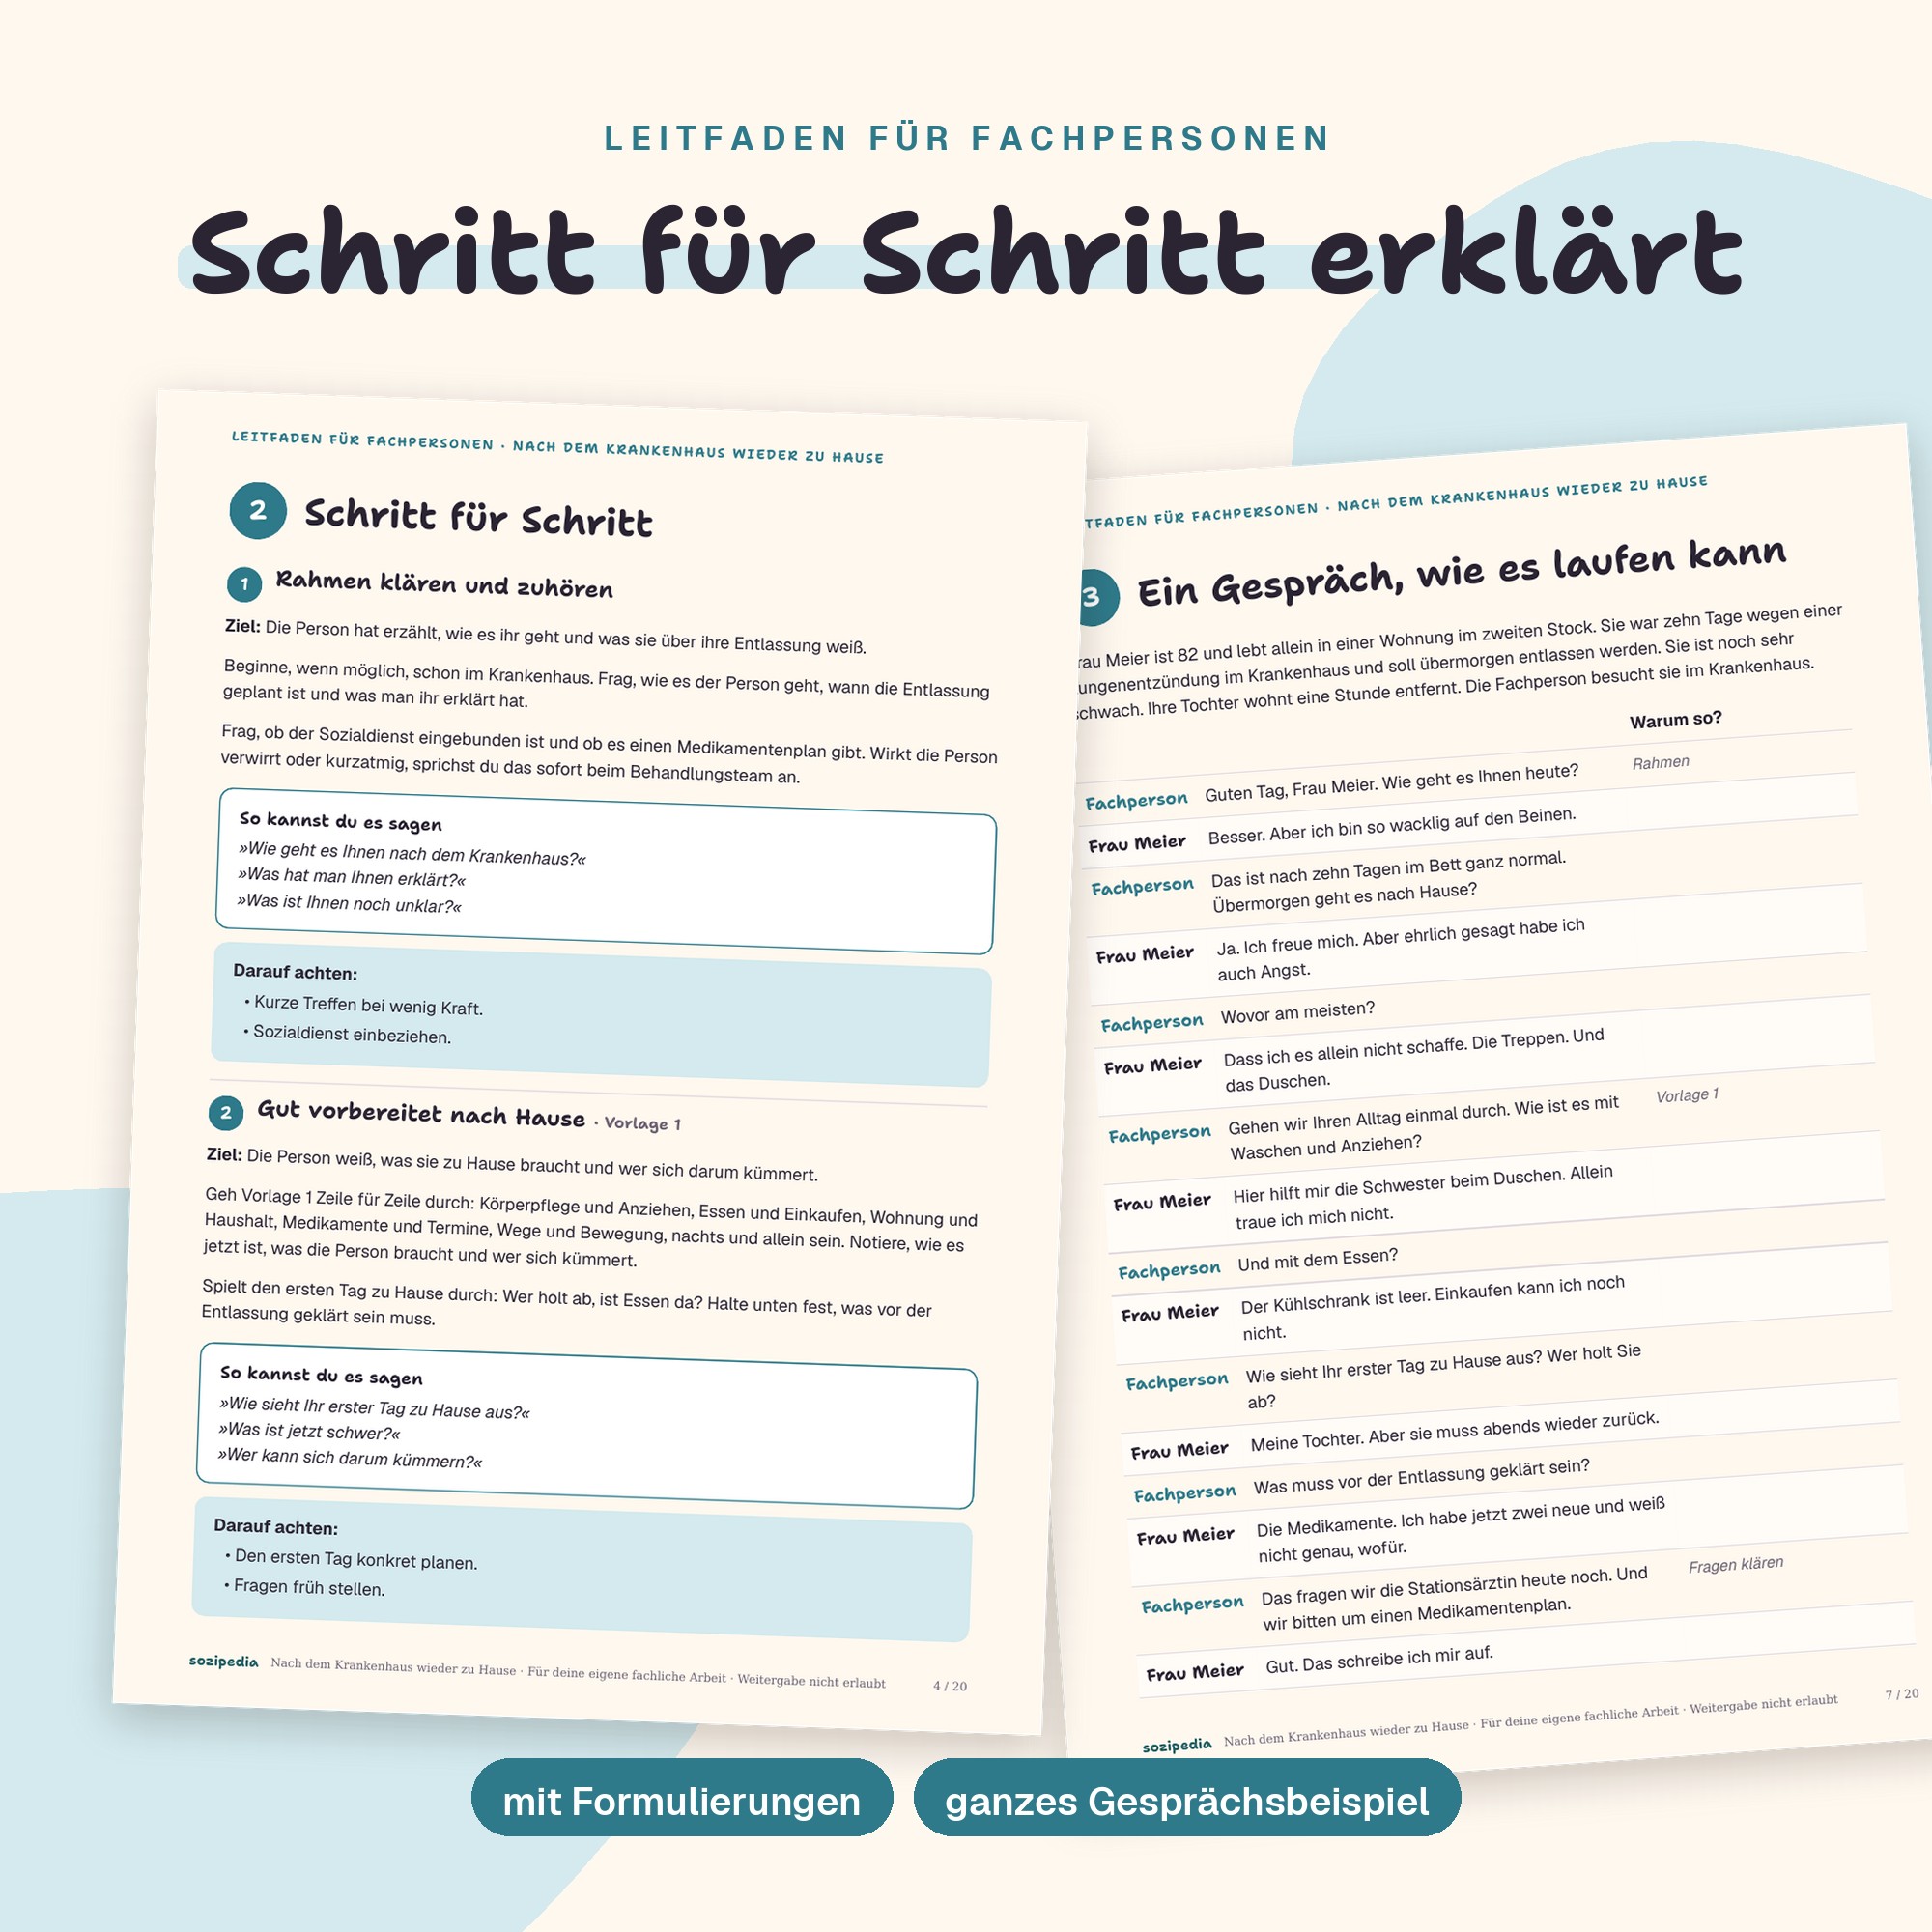 LEITFADEN FÜR FACHPERSONEN
Schritt für Schritt erklärt
LEITFADEN FÜR FACHPERSONEN · NACH DEM KRANKENHAUS WIEDER ZU HAUSE
2 Schritt für Schritt
1 Rahmen klären und zuhören
Ziel: Die Person hat erzählt, wie es ihr geht und was sie über ihre Entlassung weiß.
Beginne, wenn möglich, schon im Krankenhaus. Frag, wie es der Person geht, wann die Entlassung
geplant ist und was man ihr erklärt hat.
Frag, ob der Sozialdienst eingebunden ist und ob es einen Medikamentenplan gibt. Wirkt die Person
verwirrt oder kurzatmig, sprichst du das sofort beim Behandlungsteam an.
So kannst du es sagen
»Wie geht es Ihnen nach dem Krankenhaus?«
»Was hat man Ihnen erklärt?«
»Was ist Ihnen noch unklar?«
Darauf achten:
• Kurze Treffen bei wenig Kraft.
• Sozialdienst einbeziehen.
2 Gut vorbereitet nach Hause · Vorlage 1
Ziel: Die Person weiß, was sie zu Hause braucht und wer sich darum kümmert.
Geh Vorlage 1 Zeile für Zeile durch: Körperpflege und Anziehen, Essen und Einkaufen, Wohnung und
Haushalt, Medikamente und Termine, Wege und Bewegung, nachts und allein sein. Notiere, wie es
jetzt ist, was die Person braucht und wer sich kümmert.
Spielt den ersten Tag zu Hause durch: Wer holt ab, ist Essen da? Halte unten fest, was vor der
Entlassung geklärt sein muss.
So kannst du es sagen
»Wie sieht Ihr erster Tag zu Hause aus?«
»Was ist jetzt schwer?«
»Wer kann sich darum kümmern?«
Darauf achten:
• Den ersten Tag konkret planen.
• Fragen früh stellen.
sozipedia Nach dem Krankenhaus wieder zu Hause · Für deine eigene fachliche Arbeit · Weitergabe nicht erlaubt 4 / 20
TFADEN FÜR FACHPERSONEN · NACH DEM KRANKENHAUS WIEDER ZU HAUSE
3 Ein Gespräch, wie es laufen kann
rau Meier ist 82 und lebt allein in einer Wohnung im zweiten Stock. Sie war zehn Tage wegen einer
ungenentzündung im Krankenhaus und soll übermorgen entlassen werden. Sie ist noch sehr
schwach. Ihre Tochter wohnt eine Stunde entfernt. Die Fachperson besucht sie im Krankenhaus.
Warum so?
Fachperson Guten Tag, Frau Meier. Wie geht es Ihnen heute? Rahmen
Frau Meier Besser. Aber ich bin so wacklig auf den Beinen.
Fachperson Das ist nach zehn Tagen im Bett ganz normal.
Übermorgen geht es nach Hause?
Frau Meier Ja. Ich freue mich. Aber ehrlich gesagt habe ich
auch Angst.
Fachperson Wovor am meisten?
Frau Meier Dass ich es allein nicht schaffe. Die Treppen. Und
das Duschen.
Fachperson Gehen wir Ihren Alltag einmal durch. Wie ist es mit Vorlage 1
Waschen und Anziehen?
Frau Meier Hier hilft mir die Schwester beim Duschen. Allein
traue ich mich nicht.
Fachperson Und mit dem Essen?
Frau Meier Der Kühlschrank ist leer. Einkaufen kann ich noch
nicht.
Fachperson Wie sieht Ihr erster Tag zu Hause aus? Wer holt Sie
ab?
Frau Meier Meine Tochter. Aber sie muss abends wieder zurück.
Fachperson Was muss vor der Entlassung geklärt sein?
Frau Meier Die Medikamente. Ich habe jetzt zwei neue und weiß
nicht genau, wofür.
Fachperson Das fragen wir die Stationsärztin heute noch. Und Fragen klären
wir bitten um einen Medikamentenplan.
Frau Meier Gut. Das schreibe ich mir auf.
sozipedia Nach dem Krankenhaus wieder zu Hause · Für deine eigene fachliche Arbeit · Weitergabe nicht erlaubt 7 / 20
mit Formulierungen
ganzes Gesprächsbeispiel